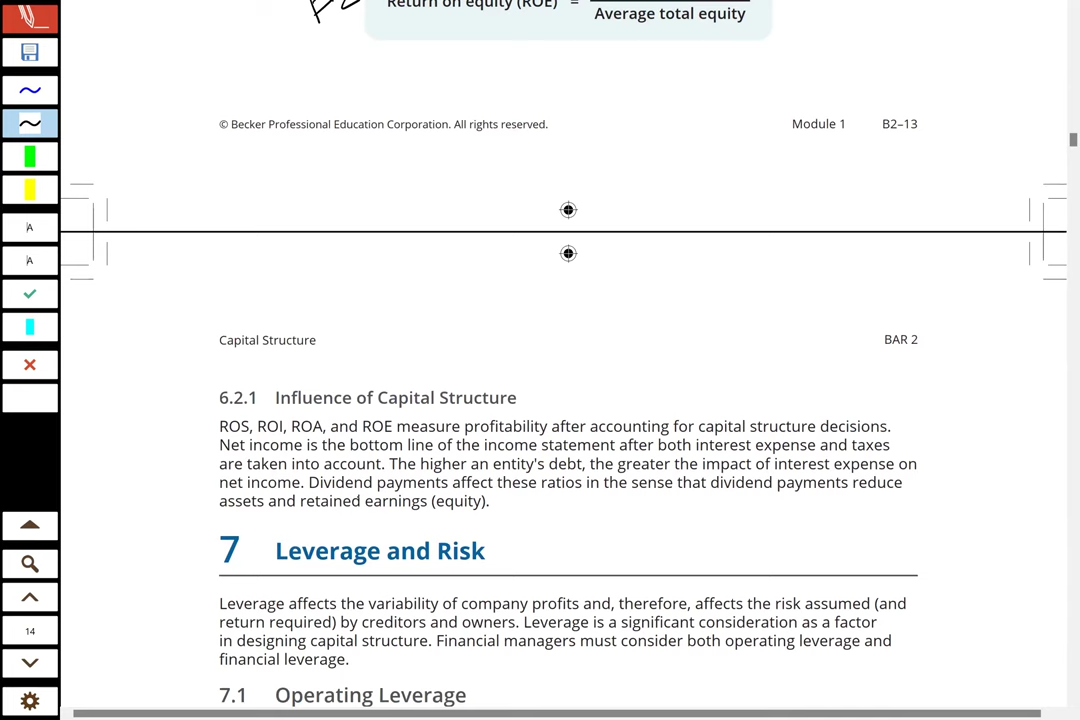 Return on equity (ROE) =
Average total equity
© Becker Professional Education Corporation. All rights reserved. Module 1 B2–13
A
A
Capital Structure BAR 2
6.2.1 Influence of Capital Structure
ROS, ROI, ROA, and ROE measure profitability after accounting for capital structure decisions.
Net income is the bottom line of the income statement after both interest expense and taxes
are taken into account. The higher an entity's debt, the greater the impact of interest expense on
net income. Dividend payments affect these ratios in the sense that dividend payments reduce
assets and retained earnings (equity).
7 Leverage and Risk
Leverage affects the variability of company profits and, therefore, affects the risk assumed (and
return required) by creditors and owners. Leverage is a significant consideration as a factor
in designing capital structure. Financial managers must consider both operating leverage and
financial leverage.
14
7.1 Operating Leverage